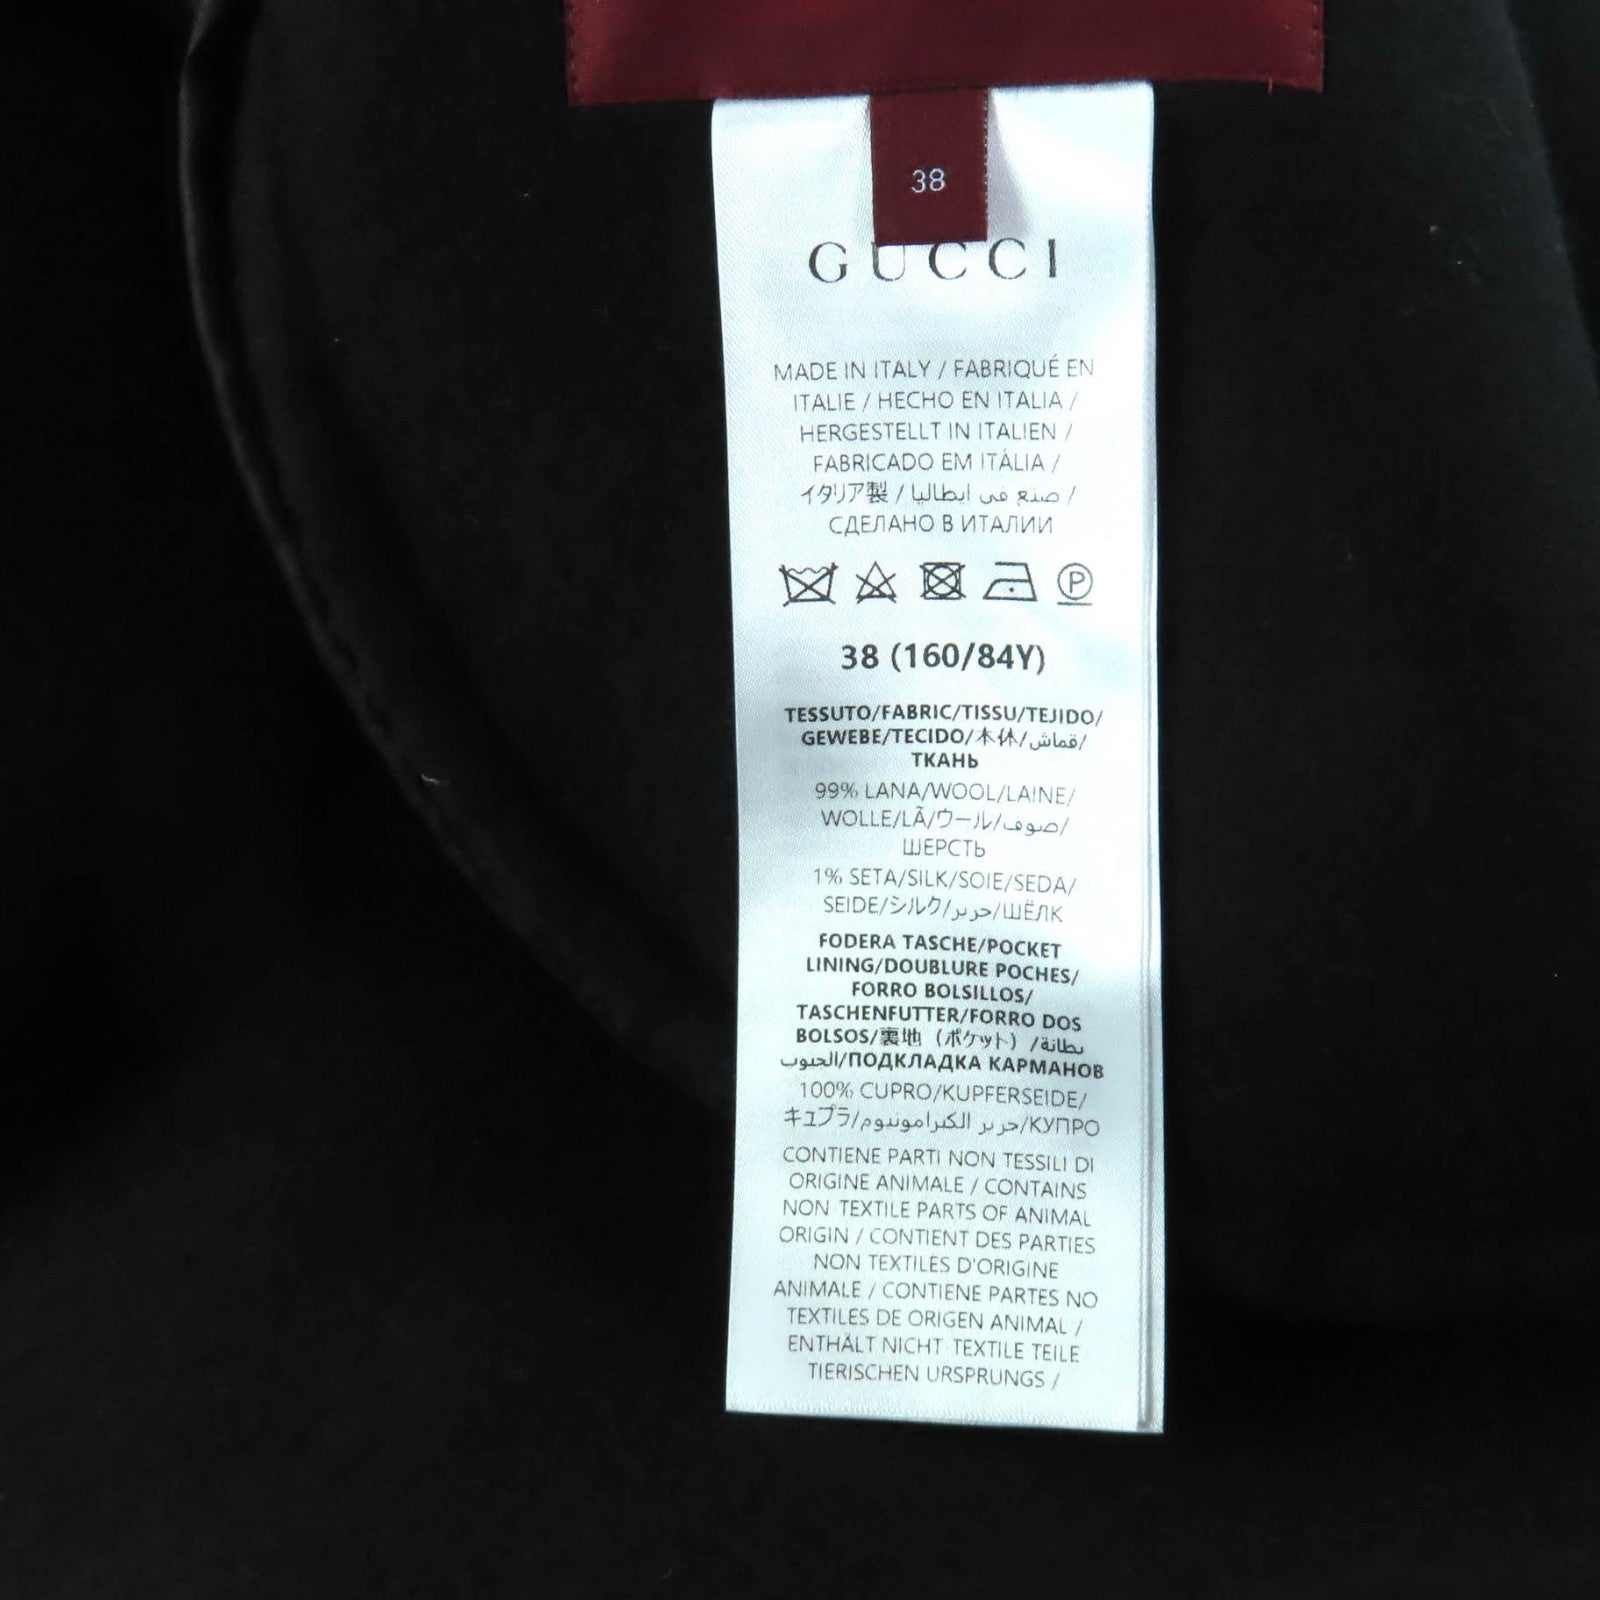 38
GUCCI
MADE IN ITALY / FABRIQUÉ EN
ITALIE / HECHO EN ITALIA /
HERGESTELLT IN ITALIEN /
FABRICADO EM ITÁLIA /
イタリア製 / صنع في ايطاليا /
СДЕЛАНО В ИТАЛИИ
P
38 (160/84Y)
TESSUTO/FABRIC/TISSU/TEJIDO/
GEWEBE/TECIDO/本体/قماش/
ТКАНЬ
99% LANA/WOOL/LAINE/
WOLLE/LÃ/ウール/صوف/
ШЕРСТЬ
1% SETA/SILK/SOIE/SEDA/
SEIDE/シルク/حرير/ШЁЛК
FODERA TASCHE/POCKET
LINING/DOUBLURE POCHES/
FORRO BOLSILLOS/
TASCHENFUTTER/FORRO DOS
BOLSOS/裏地 (ポケット) /بطانة
الجيوب/ПОДКЛАДКА КАРМАНОВ
100% CUPRO/KUPFERSEIDE/
キュプラ/حرير الكبرامونيوم/КУПРО
CONTIENE PARTI NON TESSILI DI
ORIGINE ANIMALE / CONTAINS
NON-TEXTILE PARTS OF ANIMAL
ORIGIN / CONTIENT DES PARTIES
NON TEXTILES D'ORIGINE
ANIMALE / CONTIENE PARTES NO
TEXTILES DE ORIGEN ANIMAL /
ENTHÄLT NICHT-TEXTILE TEILE
TIERISCHEN URSPRUNGS /